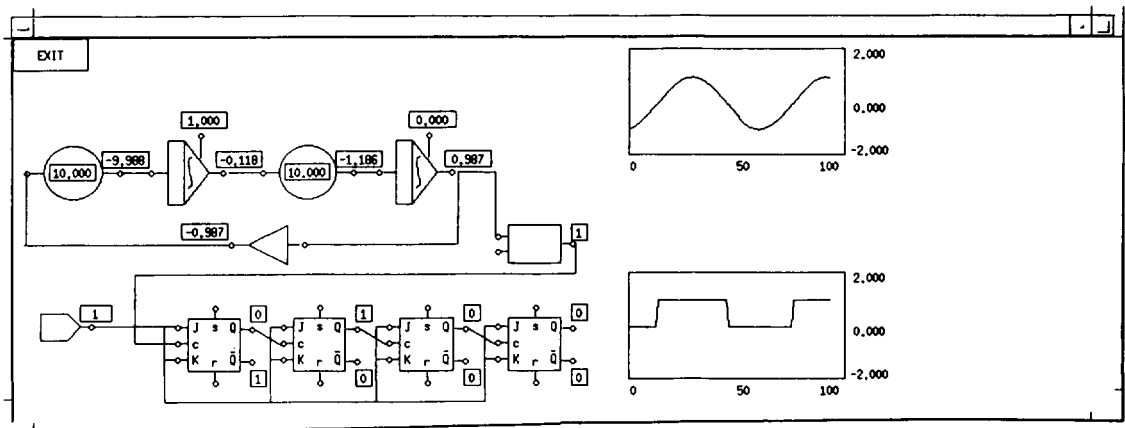 EXIT
2,000
0,000
-2,000
0 50 100
1,000 0,000
10,000 -9,988 -0,118 10,000 -1,186 0,987
-0,987
1
2,000
0,000
-2,000
0 50 100
1
0 1 0 0
J s Q J s Q J s Q J s Q
c c c c
K r Q̄ K r Q̄ K r Q̄ K r Q̄
1 0 0 0